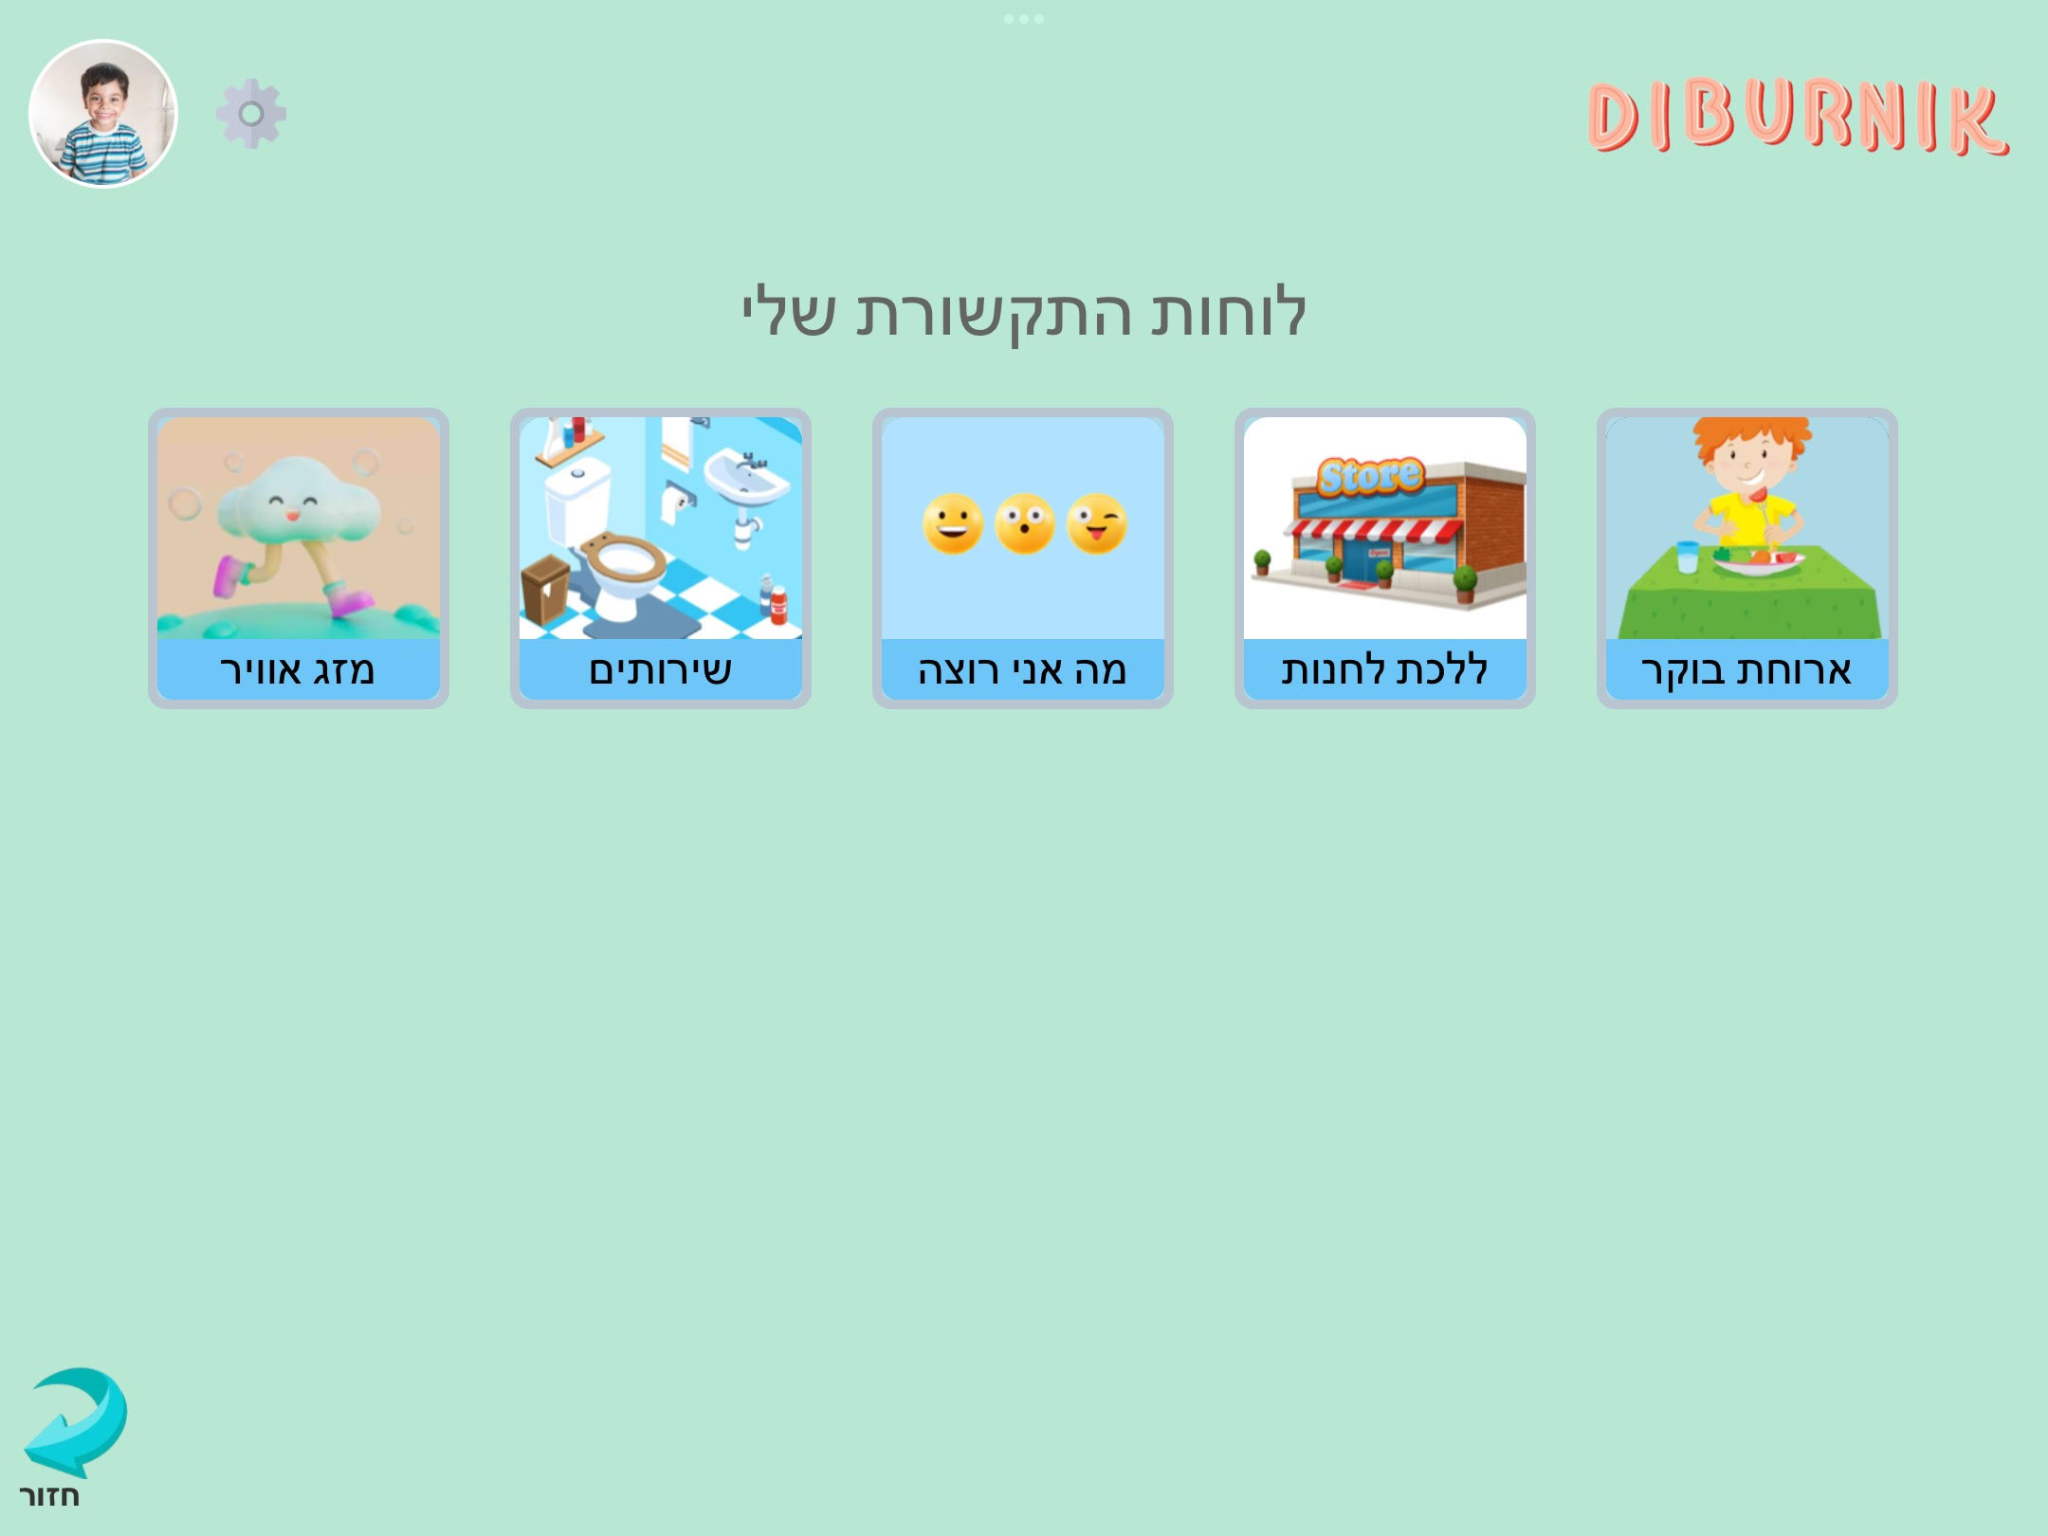 DIBURNIK
לוחות התקשורת שלי
ארוחת בוקר
Store
ללכת לחנות
מה אני רוצה
שירותים
מזג אוויר
חזור